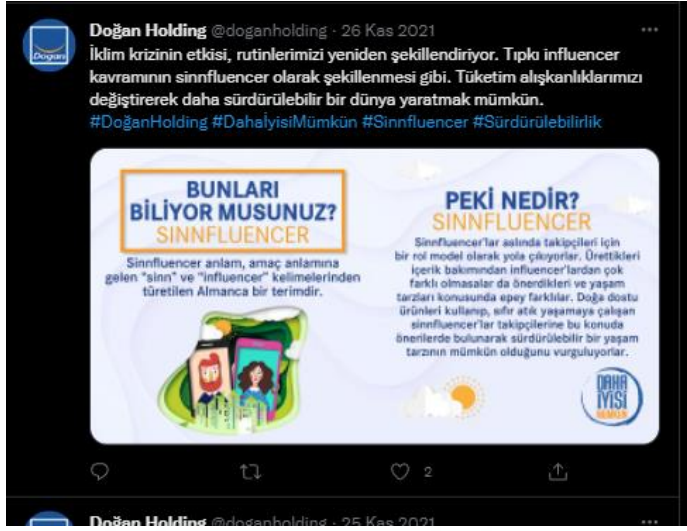 Doğan Holding @doganholding · 26 Kas 2021
İklim krizinin etkisi, rutinlerimizi yeniden şekillendiriyor. Tıpkı influencer
kavramının sinnfluencer olarak şekillenmesi gibi. Tüketim alışkanlıklarımızı
değiştirerek daha sürdürülebilir bir dünya yaratmak mümkün.
#DoğanHolding #DahaİyisiMümkün #Sinnfluencer #Sürdürülebilirlik
Doğan
BUNLARI
BİLİYOR MUSUNUZ?
SINNFLUENCER
Sinnfluencer anlam, amaç anlamına
gelen "sinn" ve "influencer" kelimelerinden
türetilen Almanca bir terimdir.
PEKİ NEDİR?
SINNFLUENCER
Sinnfluencer'lar aslında takipçileri için
bir rol model olarak yola çıkıyorlar. Ürettikleri
içerik bakımından influencer'lardan çok
farklı olmasalar da önerdikleri ve yaşam
tarzları konusunda epey farklılar. Doğa dostu
ürünleri kullanıp, sıfır atık yaşamaya çalışan
sinnfluencer'lar takipçilerine bu konuda
önerilerde bulunarak sürdürülebilir bir yaşam
tarzının mümkün olduğunu vurguluyorlar.
DAHA
İYİSİ
MÜMKÜN
2
Doğan Holding @doganholding · 25 Kas 2021